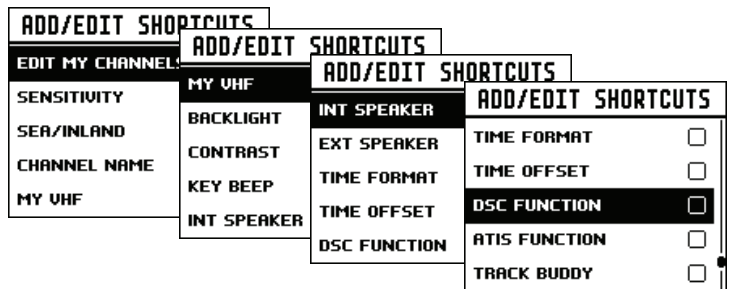 ADD/EDIT SHORTCUTS
EDIT MY CHANNELS
SENSITIVITY
SEA/INLAND
CHANNEL NAME
MY VHF
ADD/EDIT SHORTCUTS
MY VHF
BACKLIGHT
CONTRAST
KEY BEEP
INT SPEAKER
ADD/EDIT SHORTCUTS
INT SPEAKER
EXT SPEAKER
TIME FORMAT
TIME OFFSET
DSC FUNCTION
ADD/EDIT SHORTCUTS
TIME FORMAT
TIME OFFSET
DSC FUNCTION
ATIS FUNCTION
TRACK BUDDY